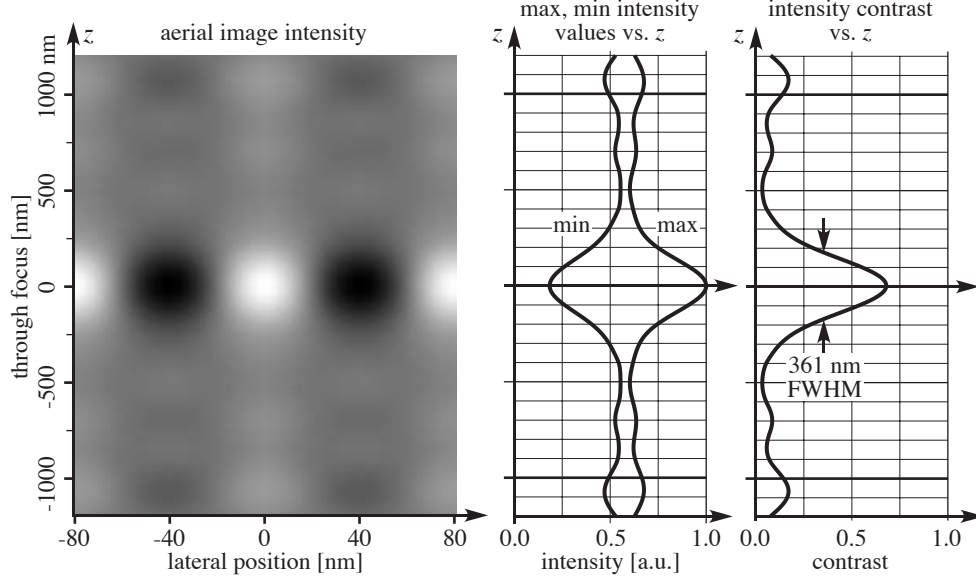 z
aerial image intensity
through focus [nm]
1000 nm
500
0
-500
-1000
-80
-40
0
40
80
lateral position [nm]
max, min intensity
values vs. z
z
min
max
0.0
0.5
1.0
intensity [a.u.]
intensity contrast
vs. z
z
361 nm
FWHM
0.0
0.5
1.0
contrast